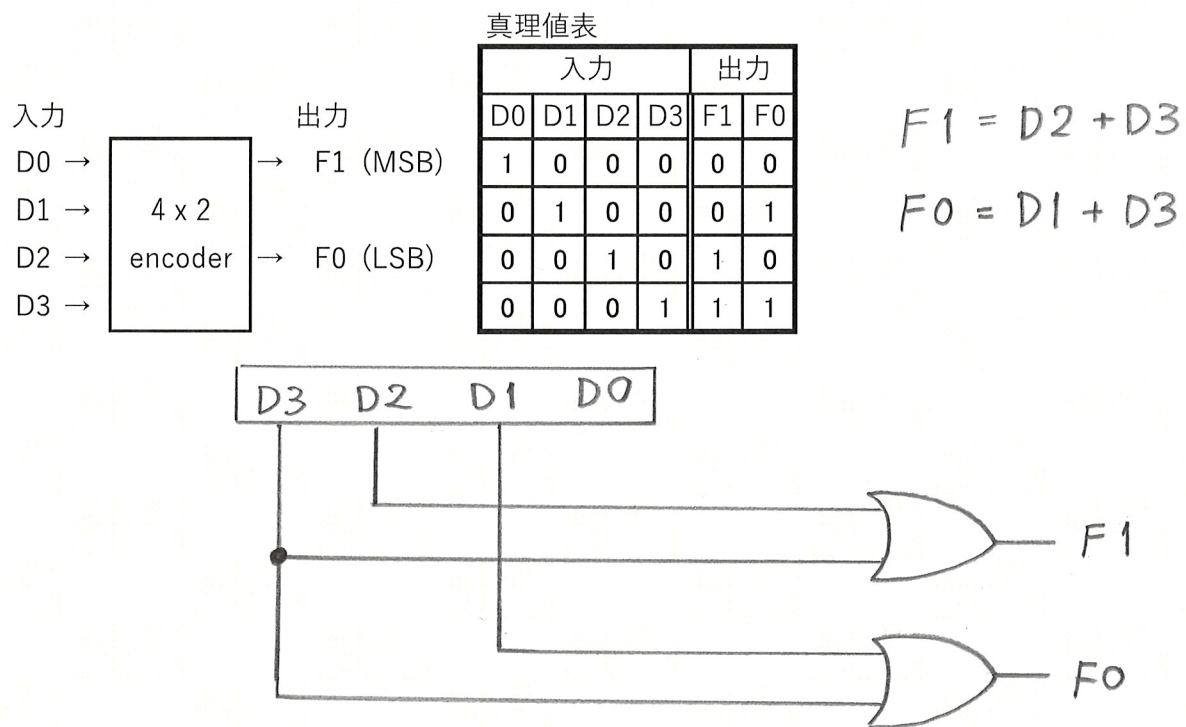 真理値表
入力 出力
D0 D1 D2 D3 F1 F0
1 0 0 0 0 0
0 1 0 0 0 1
0 0 1 0 1 0
0 0 0 1 1 1
入力 出力
D0 → → F1 (MSB)
D1 → 4 x 2
D2 → encoder → F0 (LSB)
D3 →
F1 = D2 + D3
F0 = D1 + D3
D3 D2 D1 D0
F1
F0